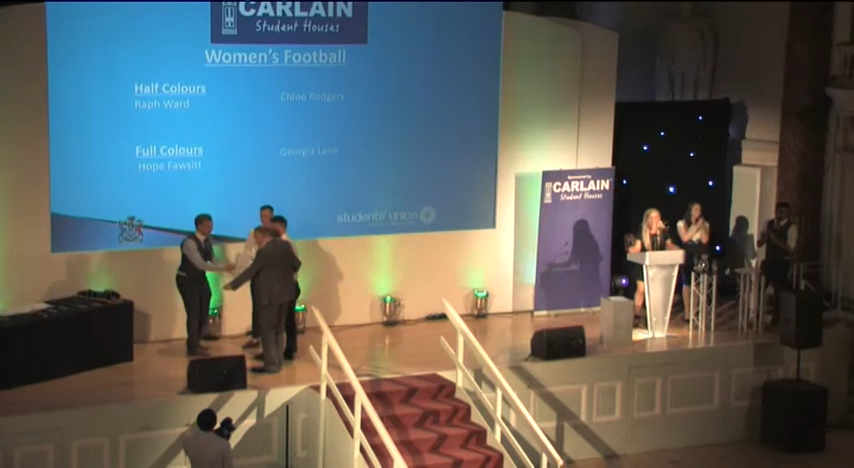 CARLAIN
Student Houses
Women's Football
Half Colours
Raph Ward
Chloe Rodgers
Full Colours
Hope Fawsitt
Georgia Lane
students' union
Sponsored by
CARLAIN
Student Houses